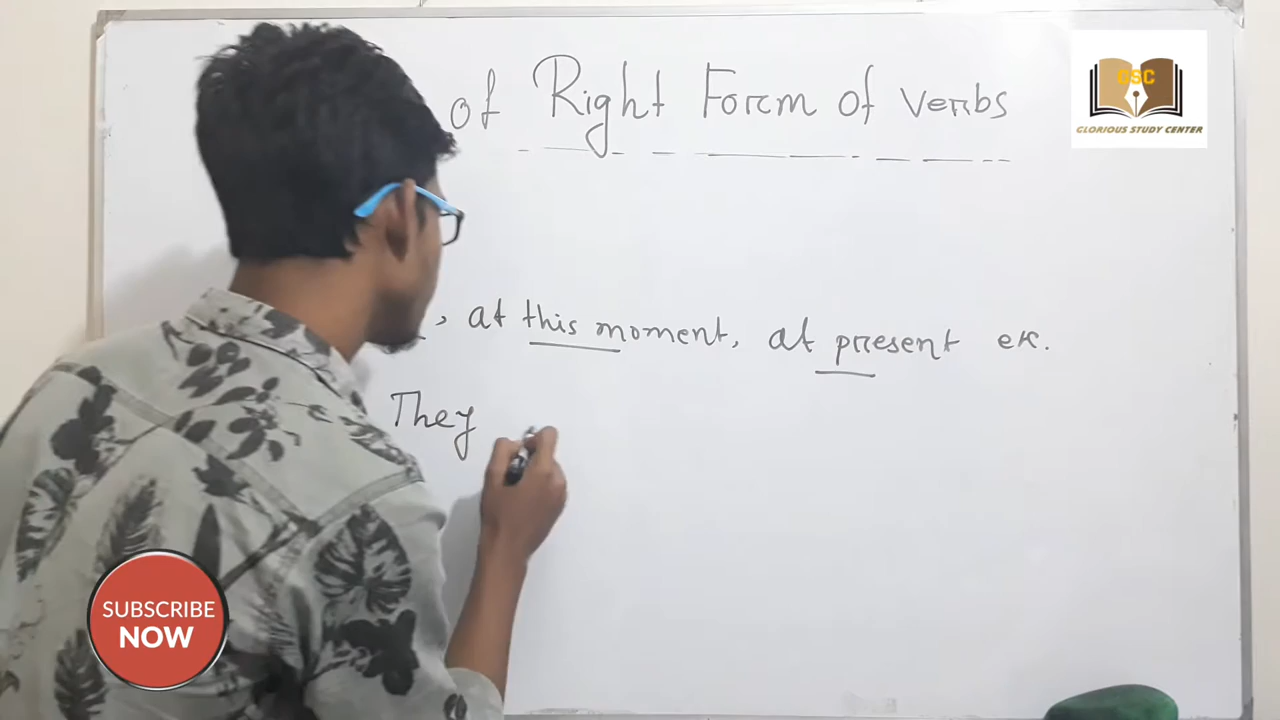 of Right Form of verbs
GSC
GLORIOUS STUDY CENTER
, at this moment, at present etc.
They
SUBSCRIBE
NOW